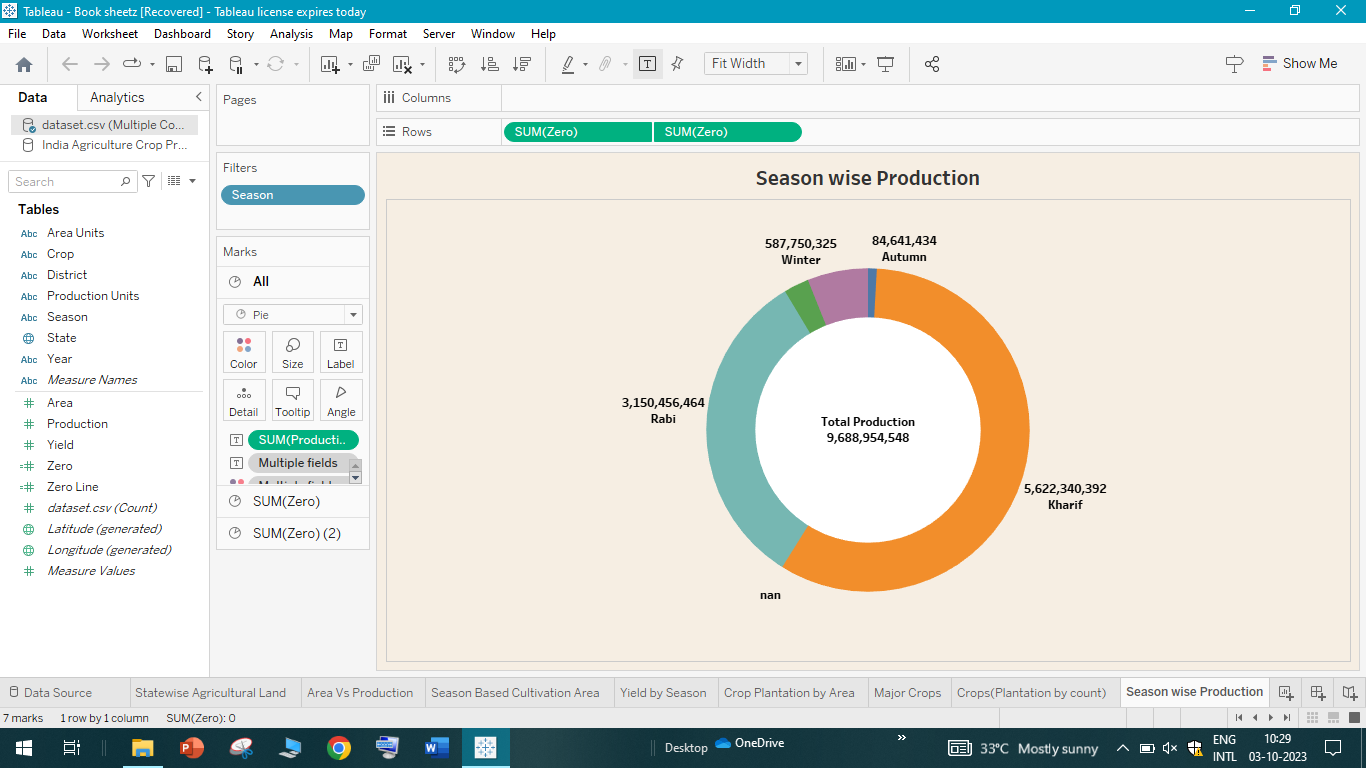 Tableau - Book sheetz [Recovered] - Tableau license expires today
File Data Worksheet Dashboard Story Analysis Map Format Server Window Help
Fit Width
Show Me
Data Analytics
dataset.csv (Multiple Co...
India Agriculture Crop Pr...
Search
Tables
Abc Area Units
Abc Crop
Abc District
Abc Production Units
Abc Season
State
Abc Year
Abc Measure Names
Area
Production
Yield
Zero
Zero Line
dataset.csv (Count)
Latitude (generated)
Longitude (generated)
Measure Values
Pages
Filters
Season
Marks
All
Pie
Color Size Label
Detail Tooltip Angle
SUM(Producti..
Multiple fields
SUM(Zero)
SUM(Zero) (2)
Columns
Rows SUM(Zero) SUM(Zero)
Season wise Production
587,750,325
Winter
84,641,434
Autumn
3,150,456,464
Rabi
Total Production
9,688,954,548
5,622,340,392
Kharif
nan
Data Source Statewise Agricultural Land Area Vs Production Season Based Cultivation Area Yield by Season Crop Plantation by Area Major Crops Crops(Plantation by count) Season wise Production
7 marks 1 row by 1 column SUM(Zero): 0
Desktop OneDrive » 33°C Mostly sunny
ENG
INTL
10:29
03-10-2023